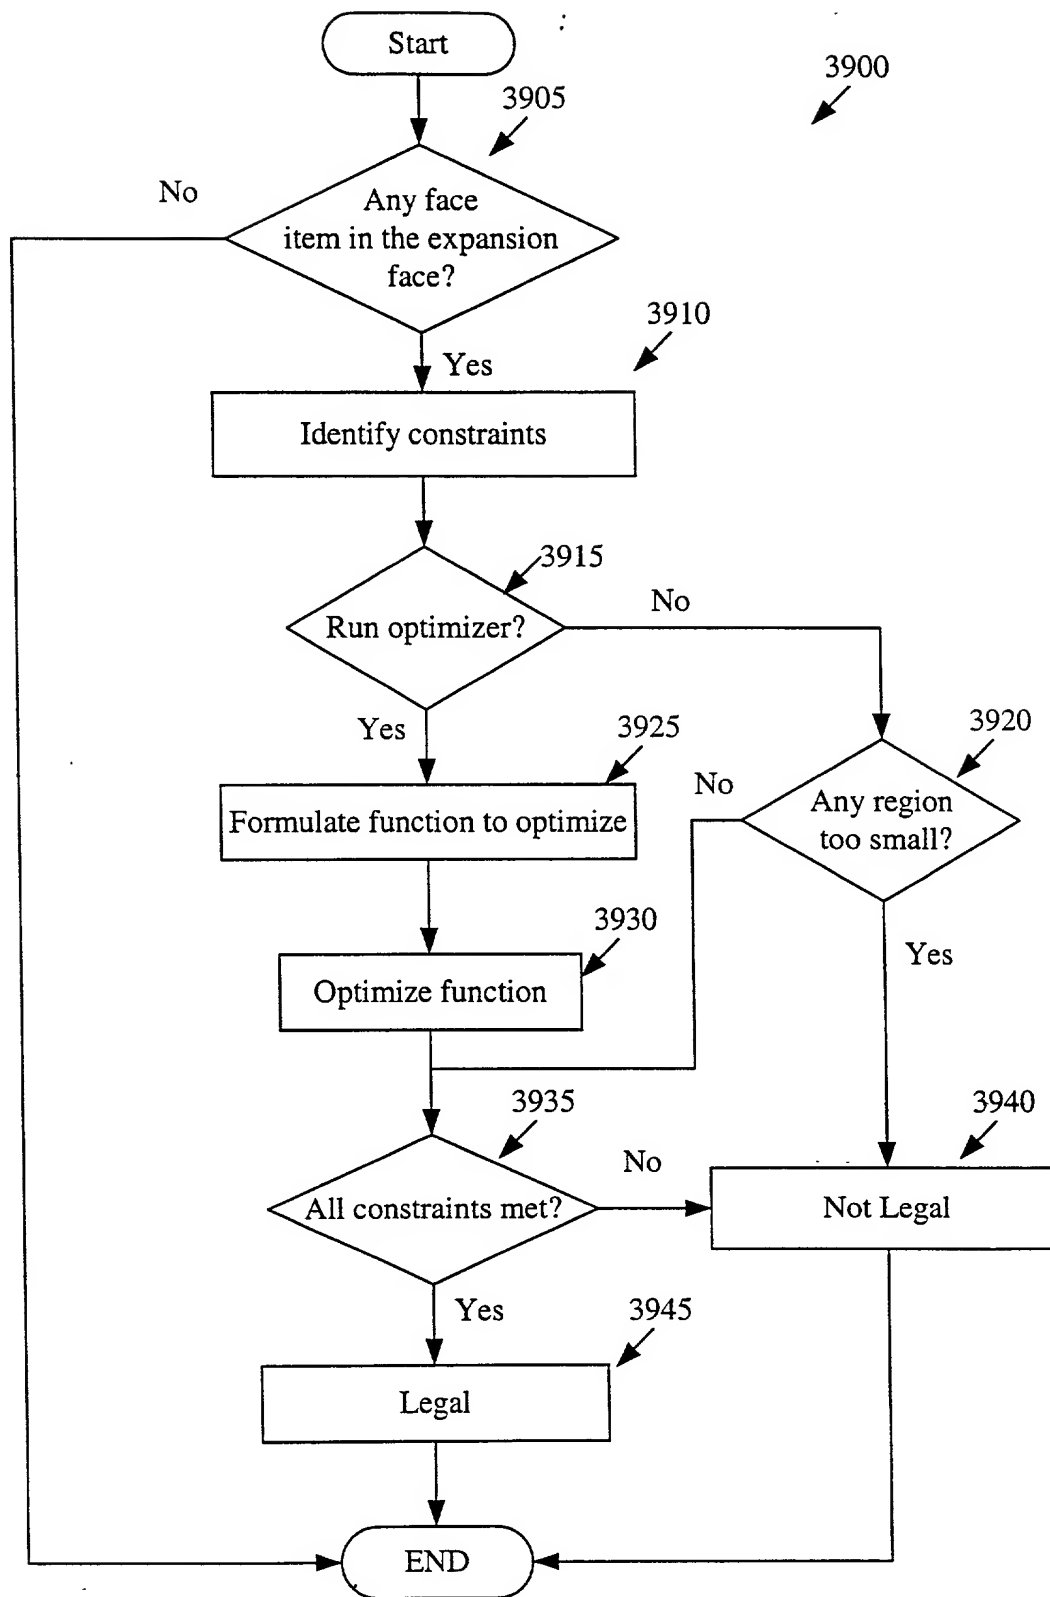 Start
3900
3905
No
Any face
item in the expansion
face?
3910
Yes
Identify constraints
3915
No
Run optimizer?
Yes
3925
3920
No
Any region
too small?
Formulate function to optimize
3930
Yes
Optimize function
3935
3940
No
All constraints met?
Not Legal
Yes
3945
Legal
END